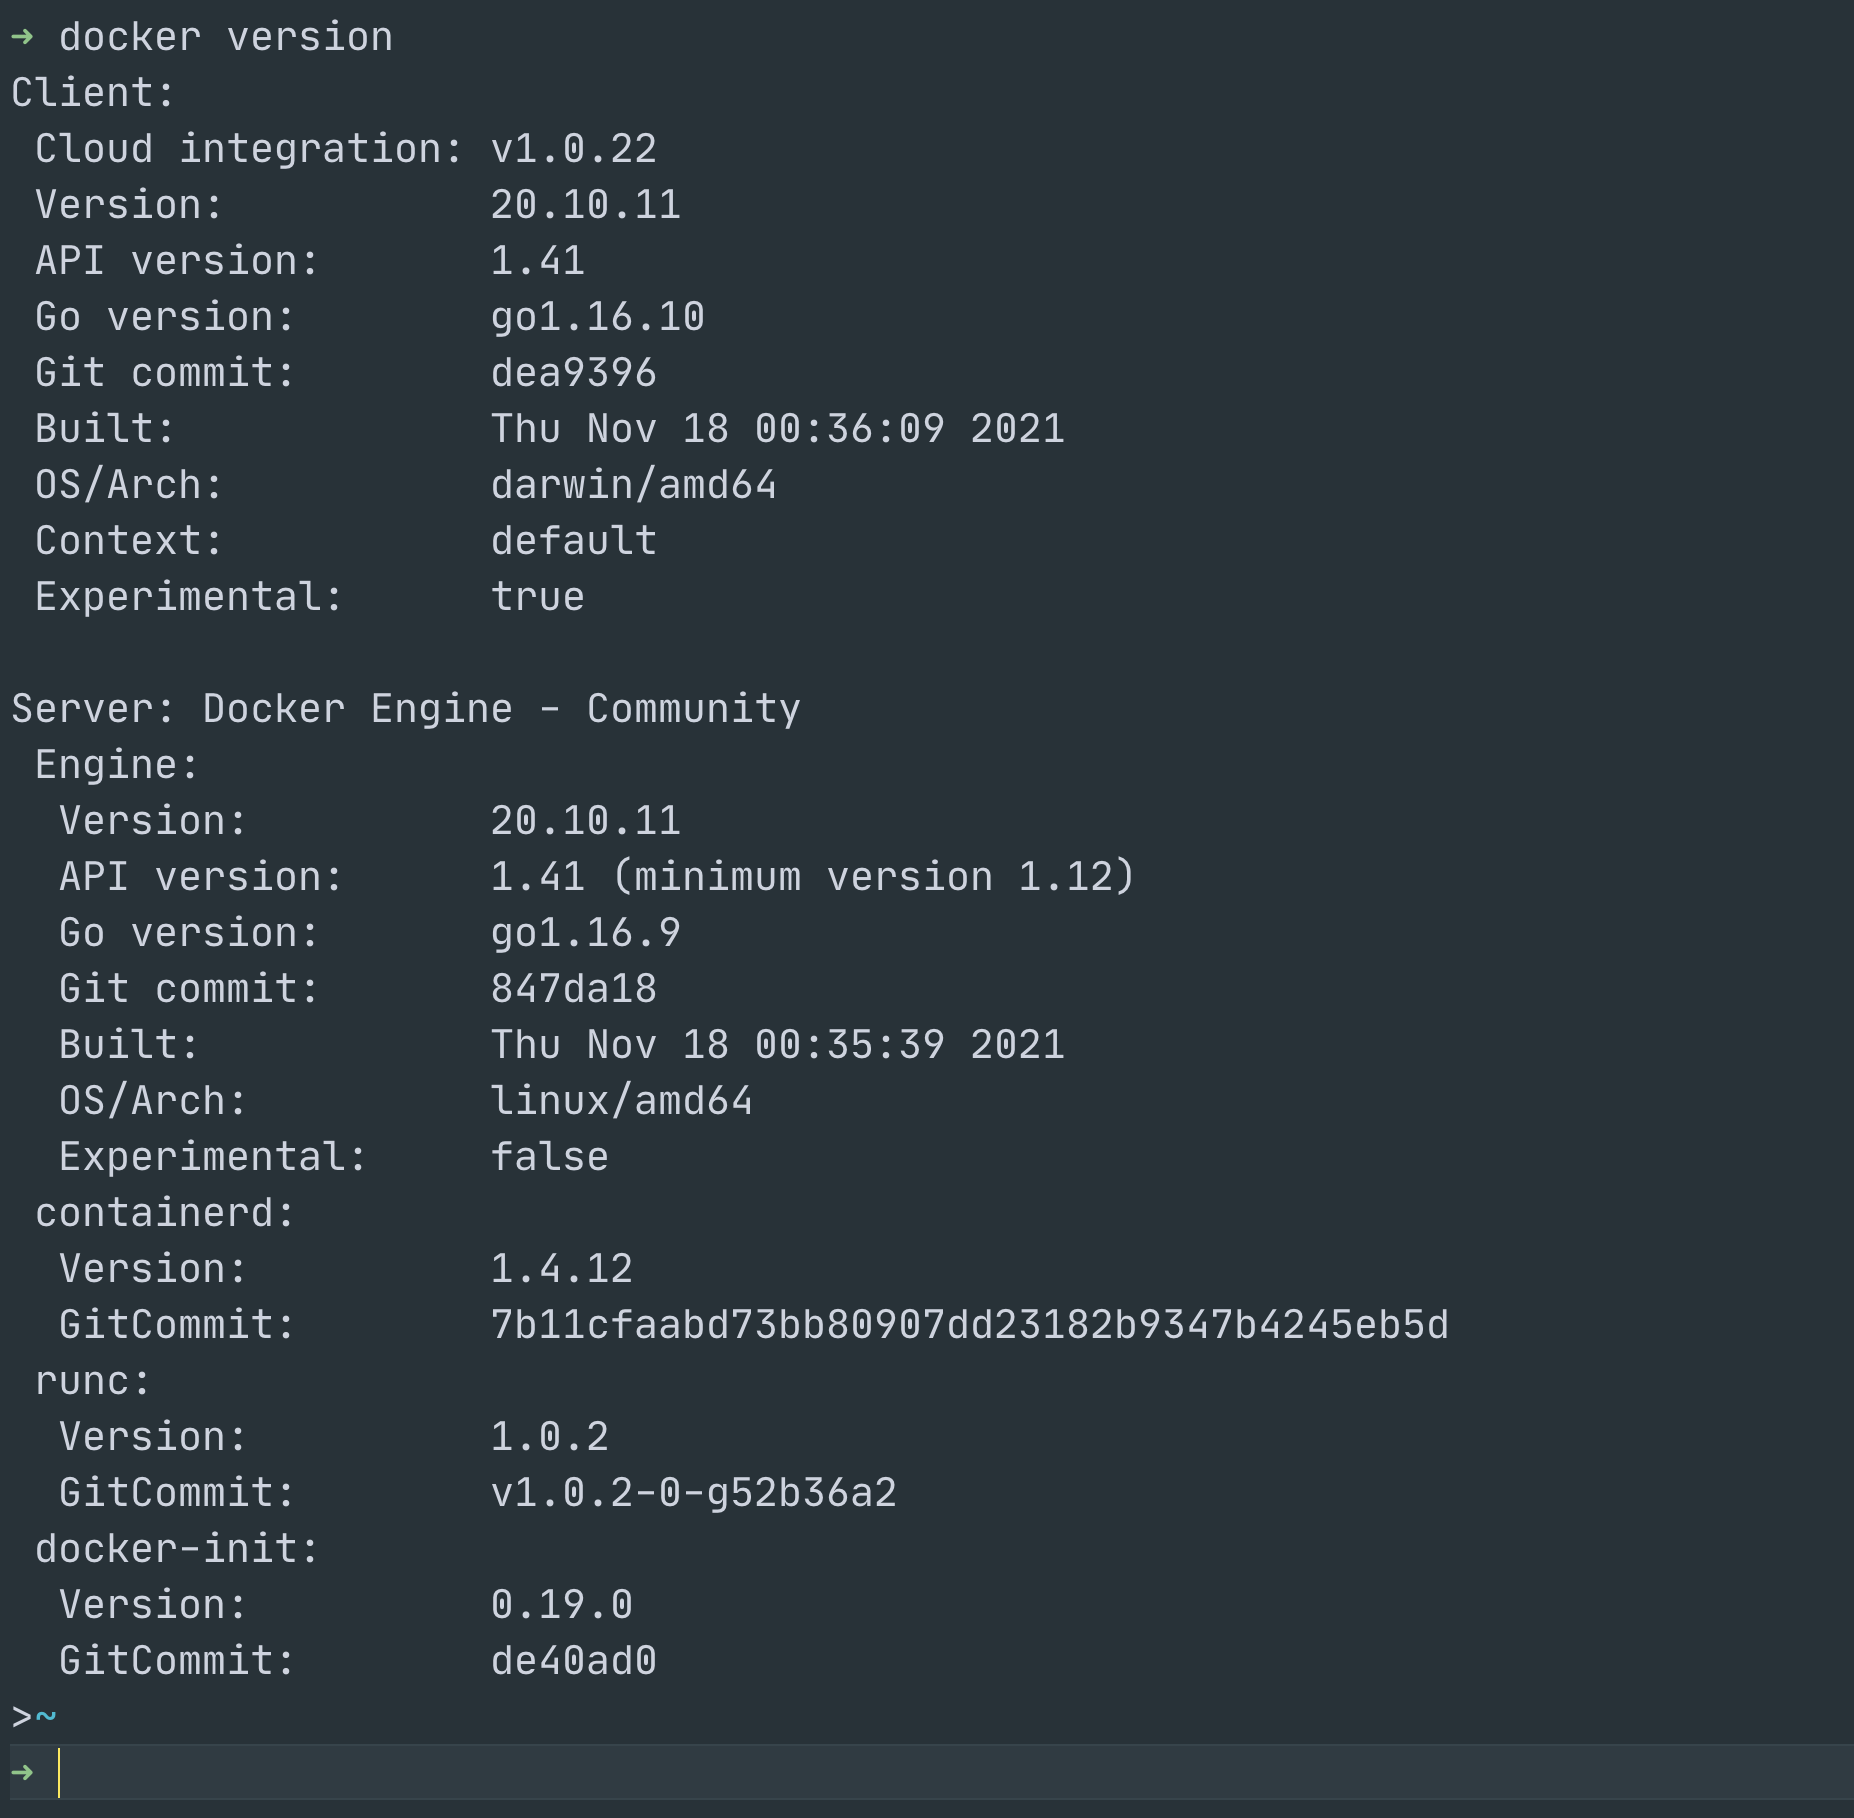 ➜ docker version
Client:
 Cloud integration: v1.0.22
 Version:           20.10.11
 API version:       1.41
 Go version:        go1.16.10
 Git commit:        dea9396
 Built:             Thu Nov 18 00:36:09 2021
 OS/Arch:           darwin/amd64
 Context:           default
 Experimental:      true

Server: Docker Engine - Community
 Engine:
  Version:          20.10.11
  API version:      1.41 (minimum version 1.12)
  Go version:       go1.16.9
  Git commit:       847da18
  Built:            Thu Nov 18 00:35:39 2021
  OS/Arch:          linux/amd64
  Experimental:     false
 containerd:
  Version:          1.4.12
  GitCommit:        7b11cfaabd73bb80907dd23182b9347b4245eb5d
 runc:
  Version:          1.0.2
  GitCommit:        v1.0.2-0-g52b36a2
 docker-init:
  Version:          0.19.0
  GitCommit:        de40ad0
>~
➜